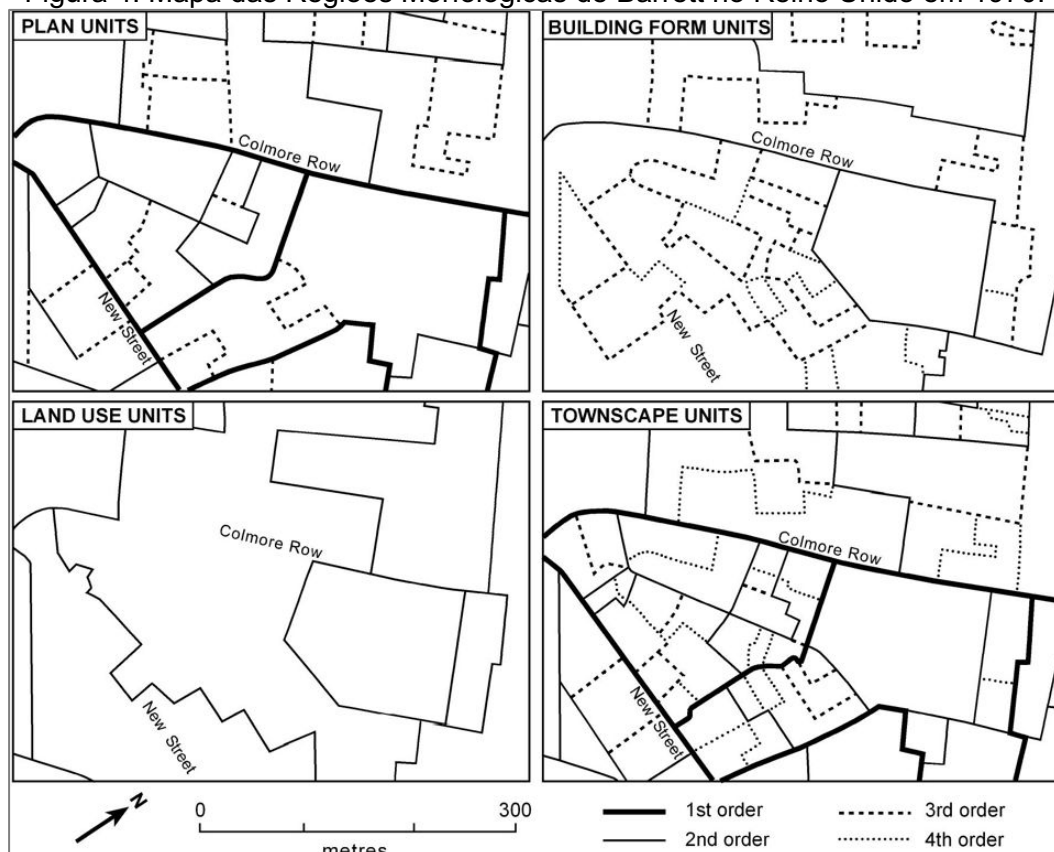 Figura 4: Mapa das Regiões Morfológicas de Barrett no Reino Unido em 1970.
PLAN UNITS
Colmore Row
New Street
BUILDING FORM UNITS
Colmore Row
New Street
LAND USE UNITS
Colmore Row
New Street
TOWNSCAPE UNITS
Colmore Row
New Street
N
0 300
metres
1st order
2nd order
3rd order
4th order